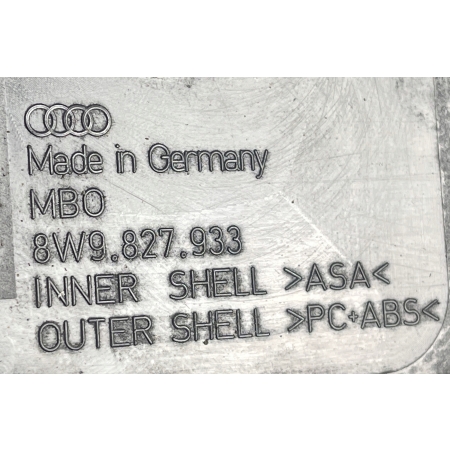 Made in Germany
MBO
8W9.827.933
INNER SHELL >ASA<
OUTER SHELL >PC+ABS<